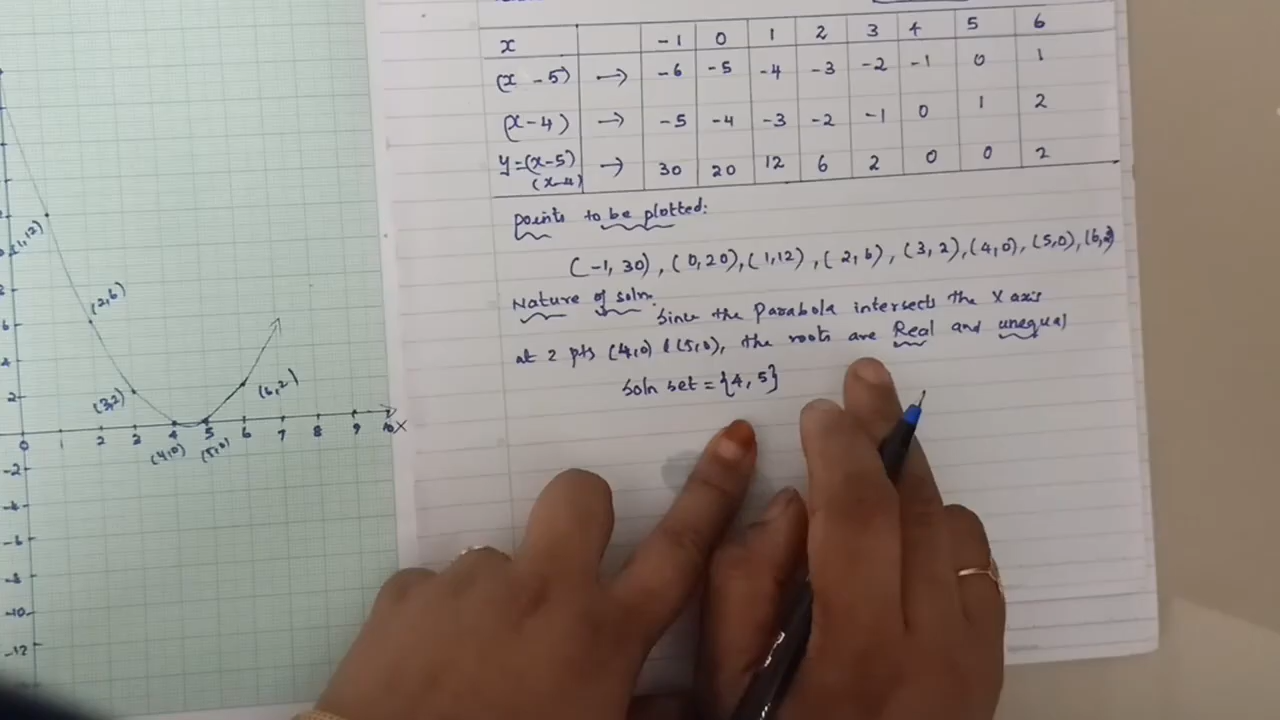 x -1 0 1 2 3 4 5 6
(x - 5) → -6 -5 -4 -3 -2 -1 0 1
(x - 4) → -5 -4 -3 -2 -1 0 1 2
y = (x-5) → 30 20 12 6 2 0 0 2
(x-4)
Points to be plotted:
(-1, 30), (0,20), (1,12), (2,6), (3,2), (4,0), (5,0), (6,2)
Nature of soln. Since the Parabola intersects the X axis
at 2 pts (4,0) & (5,0), the roots are Real and unequal
Soln set = {4, 5}
(1,12)
(2,6)
6
(3,2)
(6,2)
2
0 1 2 3 4 5 6 7 8 9 10 X
(4,0) (5,0)
-2
-4
-6
-8
-10
-12